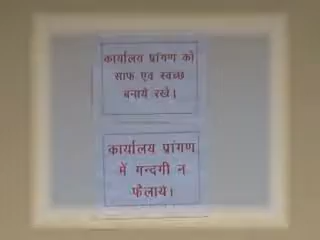 कार्यालय प्रांगण को
साफ एव स्वच्छ
बनाये रखे।
कार्यालय प्रांगण
में गन्दगी न
फैलाये।